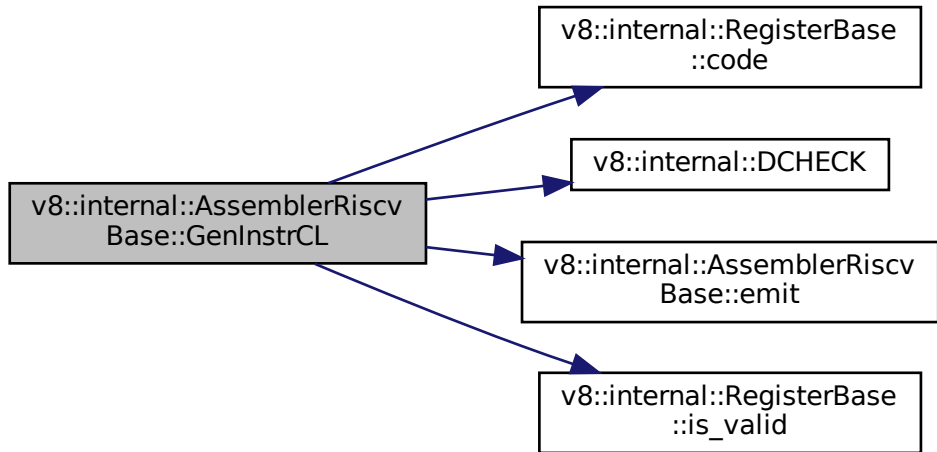 v8::internal::RegisterBase
::code
v8::internal::DCHECK
v8::internal::AssemblerRiscv
Base::GenInstrCL
v8::internal::AssemblerRiscv
Base::emit
v8::internal::RegisterBase
::is_valid